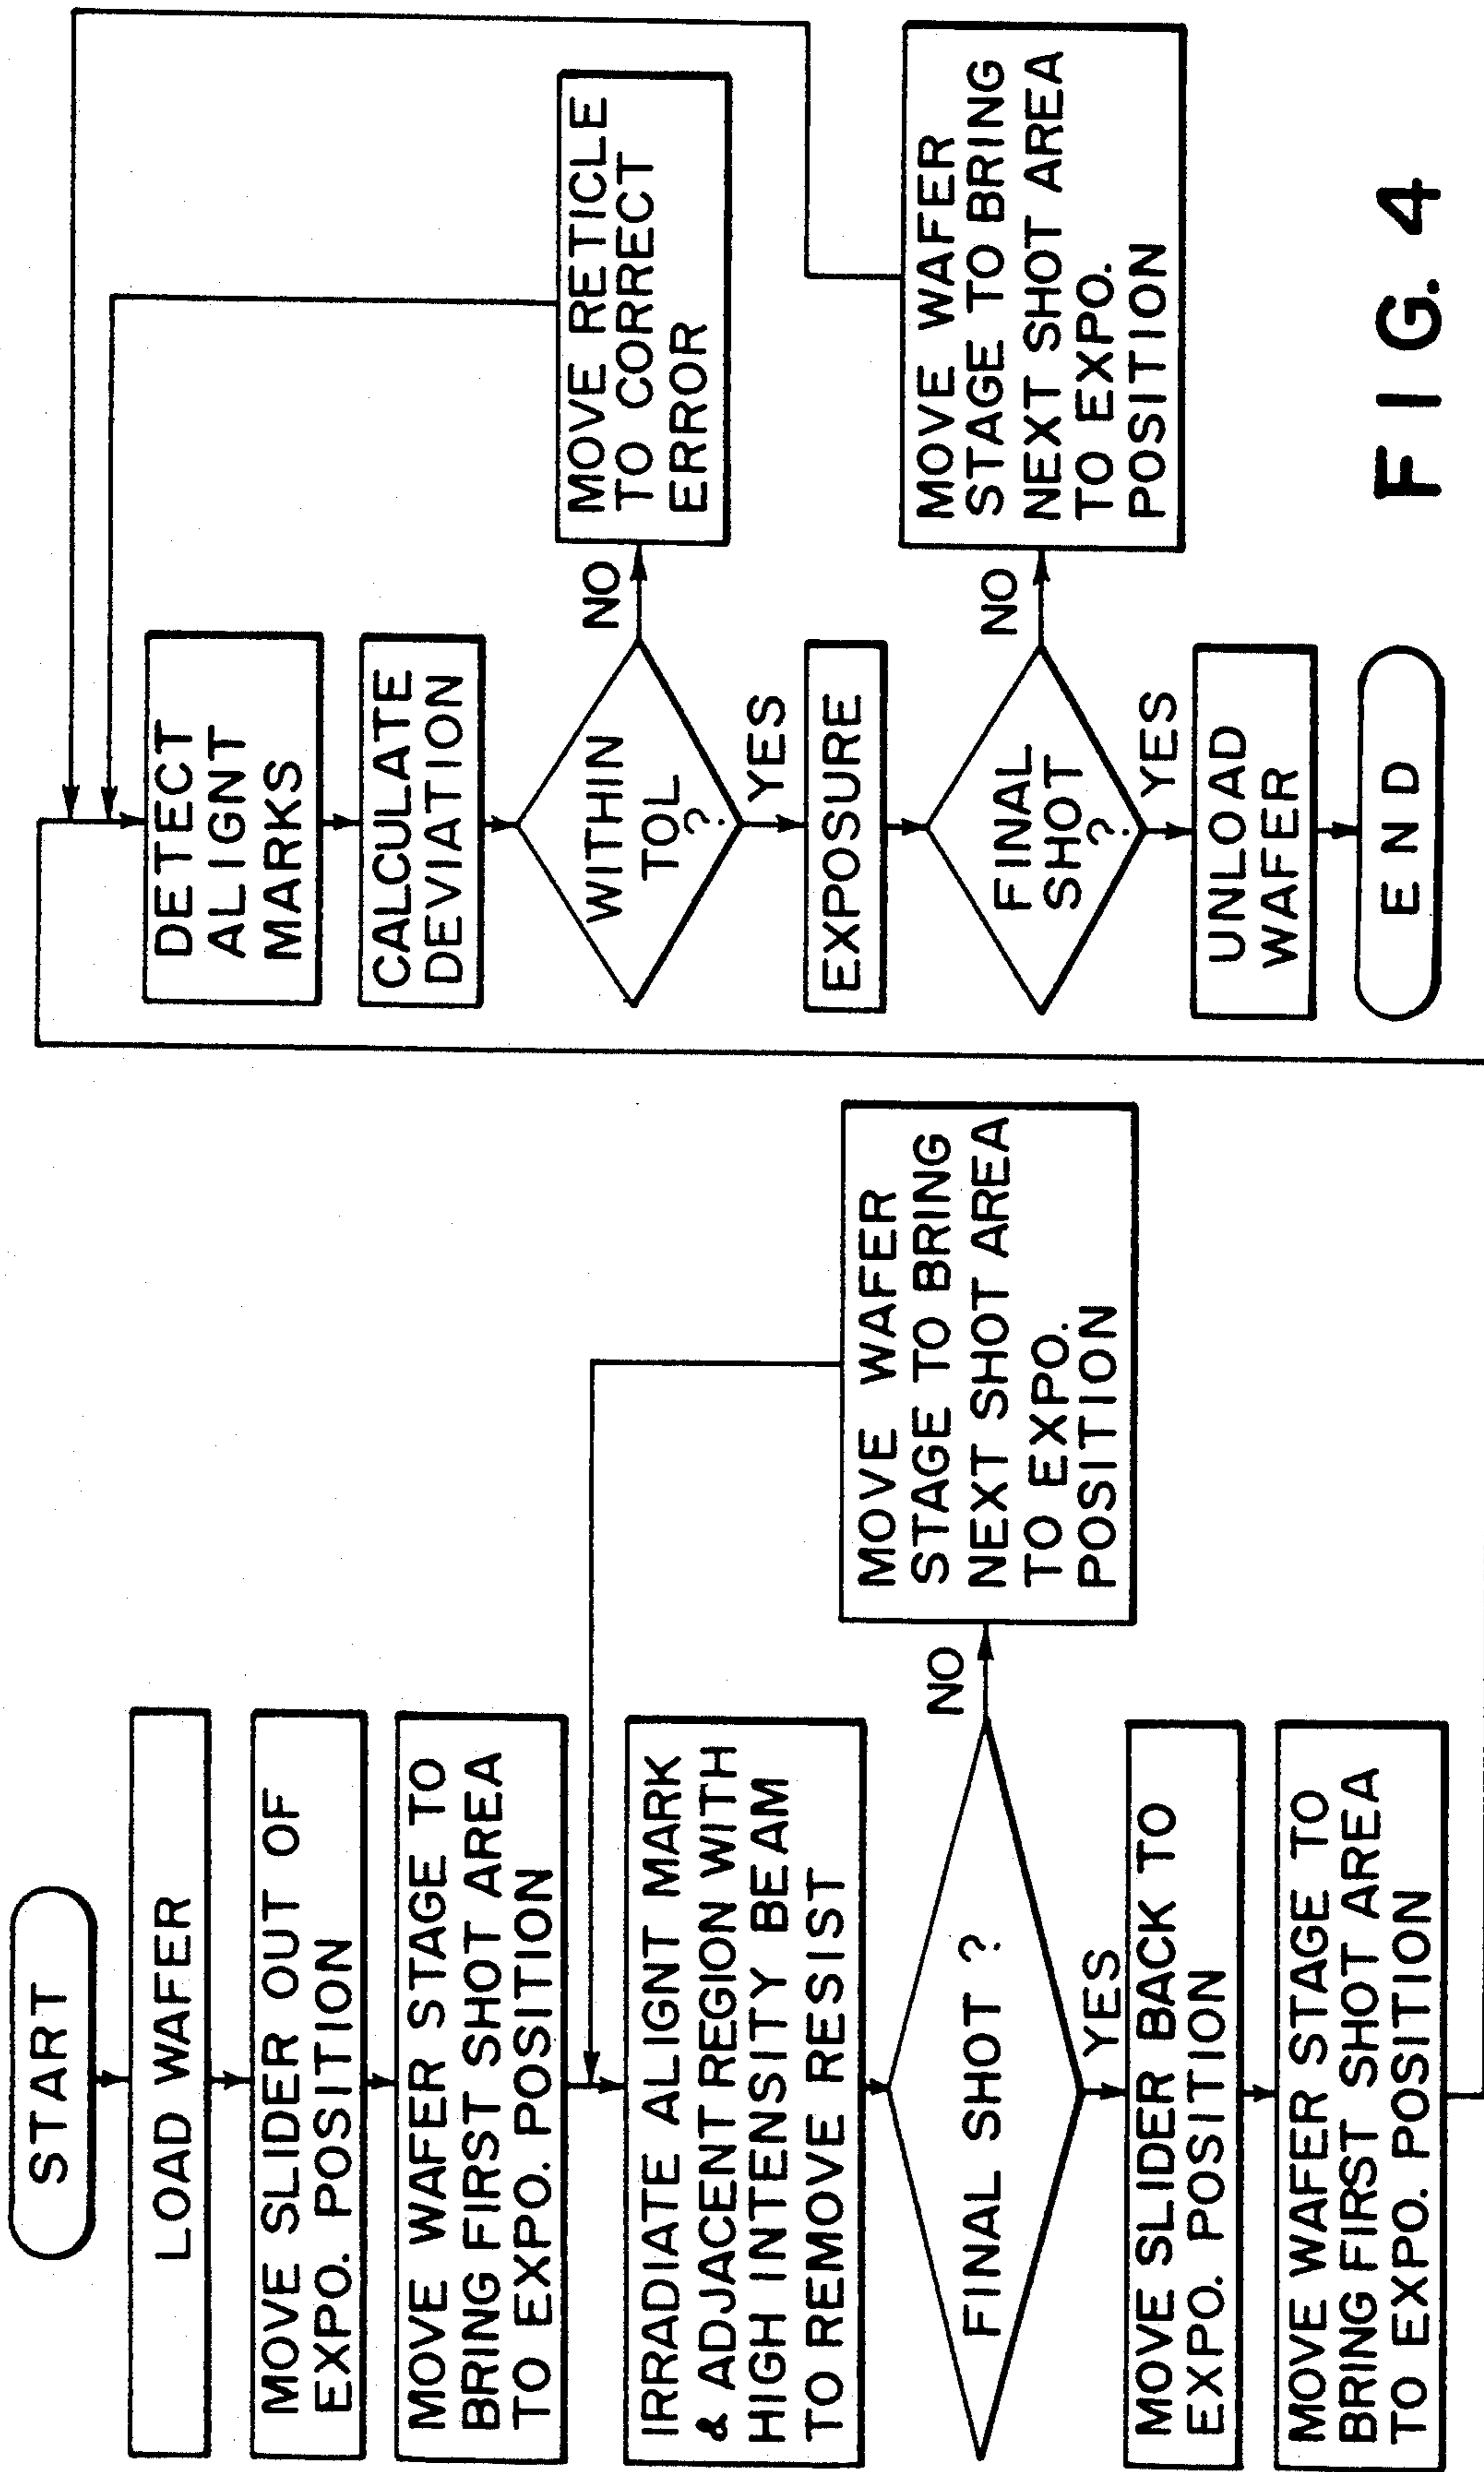 START
LOAD WAFER
MOVE SLIDER OUT OF
EXPO. POSITION
MOVE WAFER STAGE TO
BRING FIRST SHOT AREA
TO EXPO. POSITION
IRRADIATE ALIGNT MARK
& ADJACENT REGION WITH
HIGH INTENSITY BEAM
TO REMOVE RESIST
FINAL SHOT ?
NO
MOVE WAFER
STAGE TO BRING
NEXT SHOT AREA
TO EXPO.
POSITION
YES
MOVE SLIDER BACK TO
EXPO. POSITION
MOVE WAFER STAGE TO
BRING FIRST SHOT AREA
TO EXPO. POSITION
DETECT
ALIGNT
MARKS
CALCULATE
DEVIATION
WITHIN
TOL
?
NO
MOVE RETICLE
TO CORRECT
ERROR
YES
EXPOSURE
FINAL
SHOT
?
NO
MOVE WAFER
STAGE TO BRING
NEXT SHOT AREA
TO EXPO.
POSITION
YES
UNLOAD
WAFER
END
FIG. 4